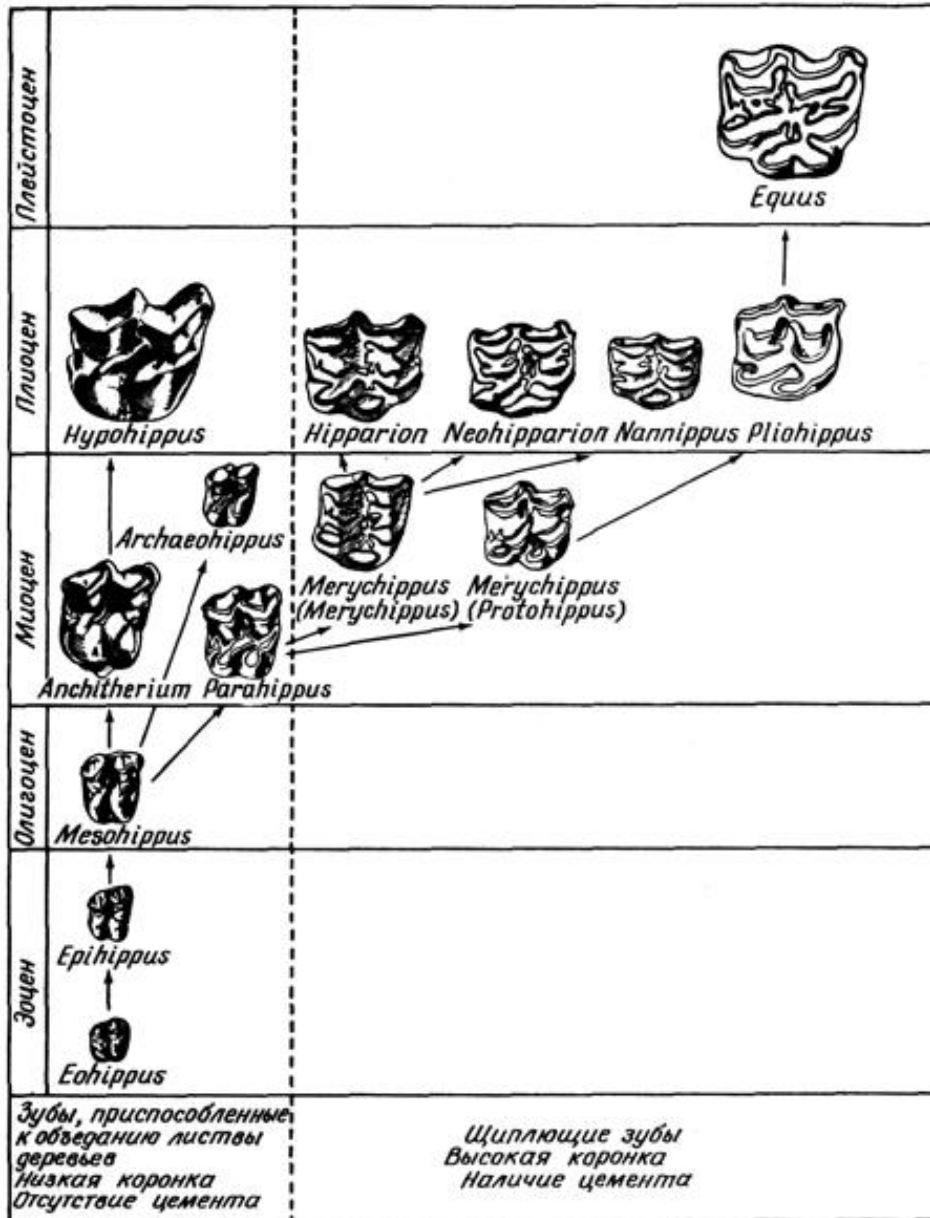 Плейстоцен
Equus
Плиоцен
Hypohippus
Hipparion
Neohipparion
Nannippus
Pliohippus
Миоцен
Archaeohippus
Merychippus
(Merychippus)
Merychippus
(Protohippus)
Anchitherium
Parahippus
Олигоцен
Mesohippus
Эоцен
Epihippus
Eohippus
Зубы, приспособленные
к объеданию листвы
деревьев
Низкая коронка
Отсутствие цемента
Щиплющие зубы
Высокая коронка
Наличие цемента